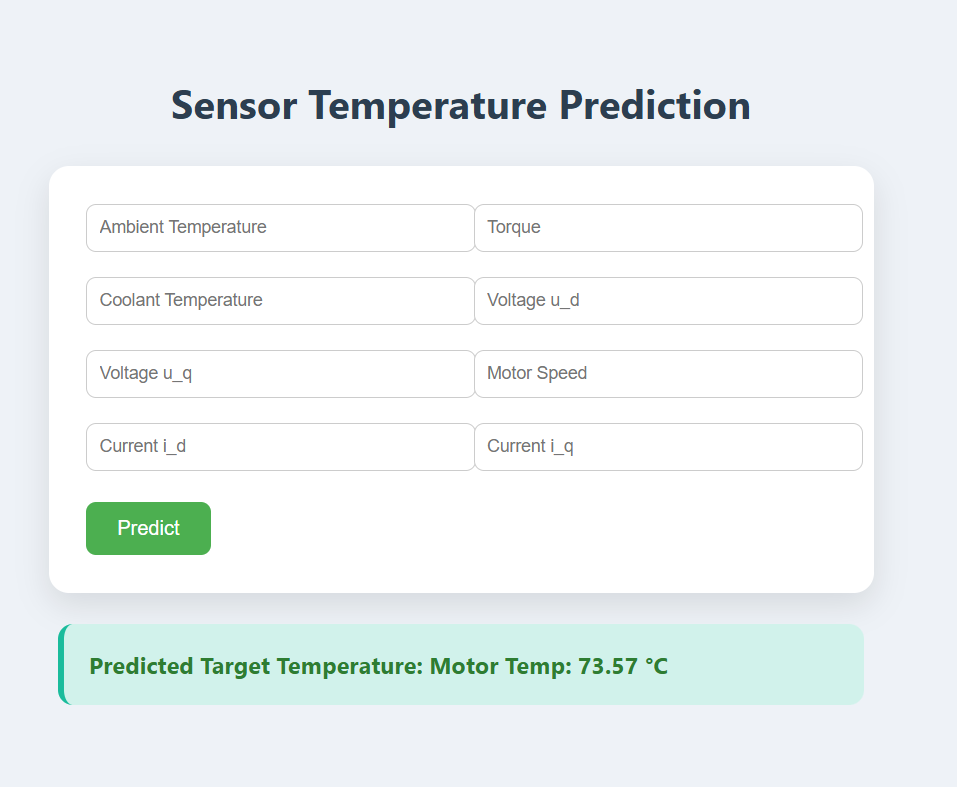 Sensor Temperature Prediction
Ambient Temperature Torque
Coolant Temperature Voltage u_d
Voltage u_q Motor Speed
Current i_d Current i_q
Predict
Predicted Target Temperature: Motor Temp: 73.57 °C